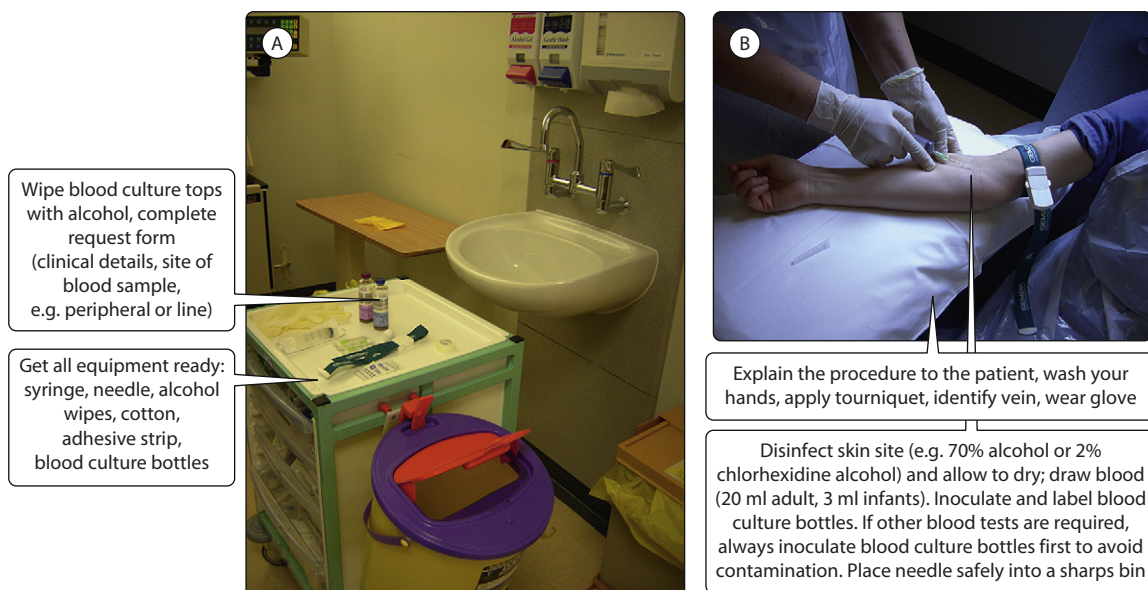 Wipe blood culture tops
with alcohol, complete
request form
(clinical details, site of
blood sample,
e.g. peripheral or line)
Get all equipment ready:
syringe, needle, alcohol
wipes, cotton,
adhesive strip,
blood culture bottles
A
Alcohol Gel
Gentle Wash
B
Explain the procedure to the patient, wash your
hands, apply tourniquet, identify vein, wear glove
Disinfect skin site (e.g. 70% alcohol or 2%
chlorhexidine alcohol) and allow to dry; draw blood
(20 ml adult, 3 ml infants). Inoculate and label blood
culture bottles. If other blood tests are required,
always inoculate blood culture bottles first to avoid
contamination. Place needle safely into a sharps bin